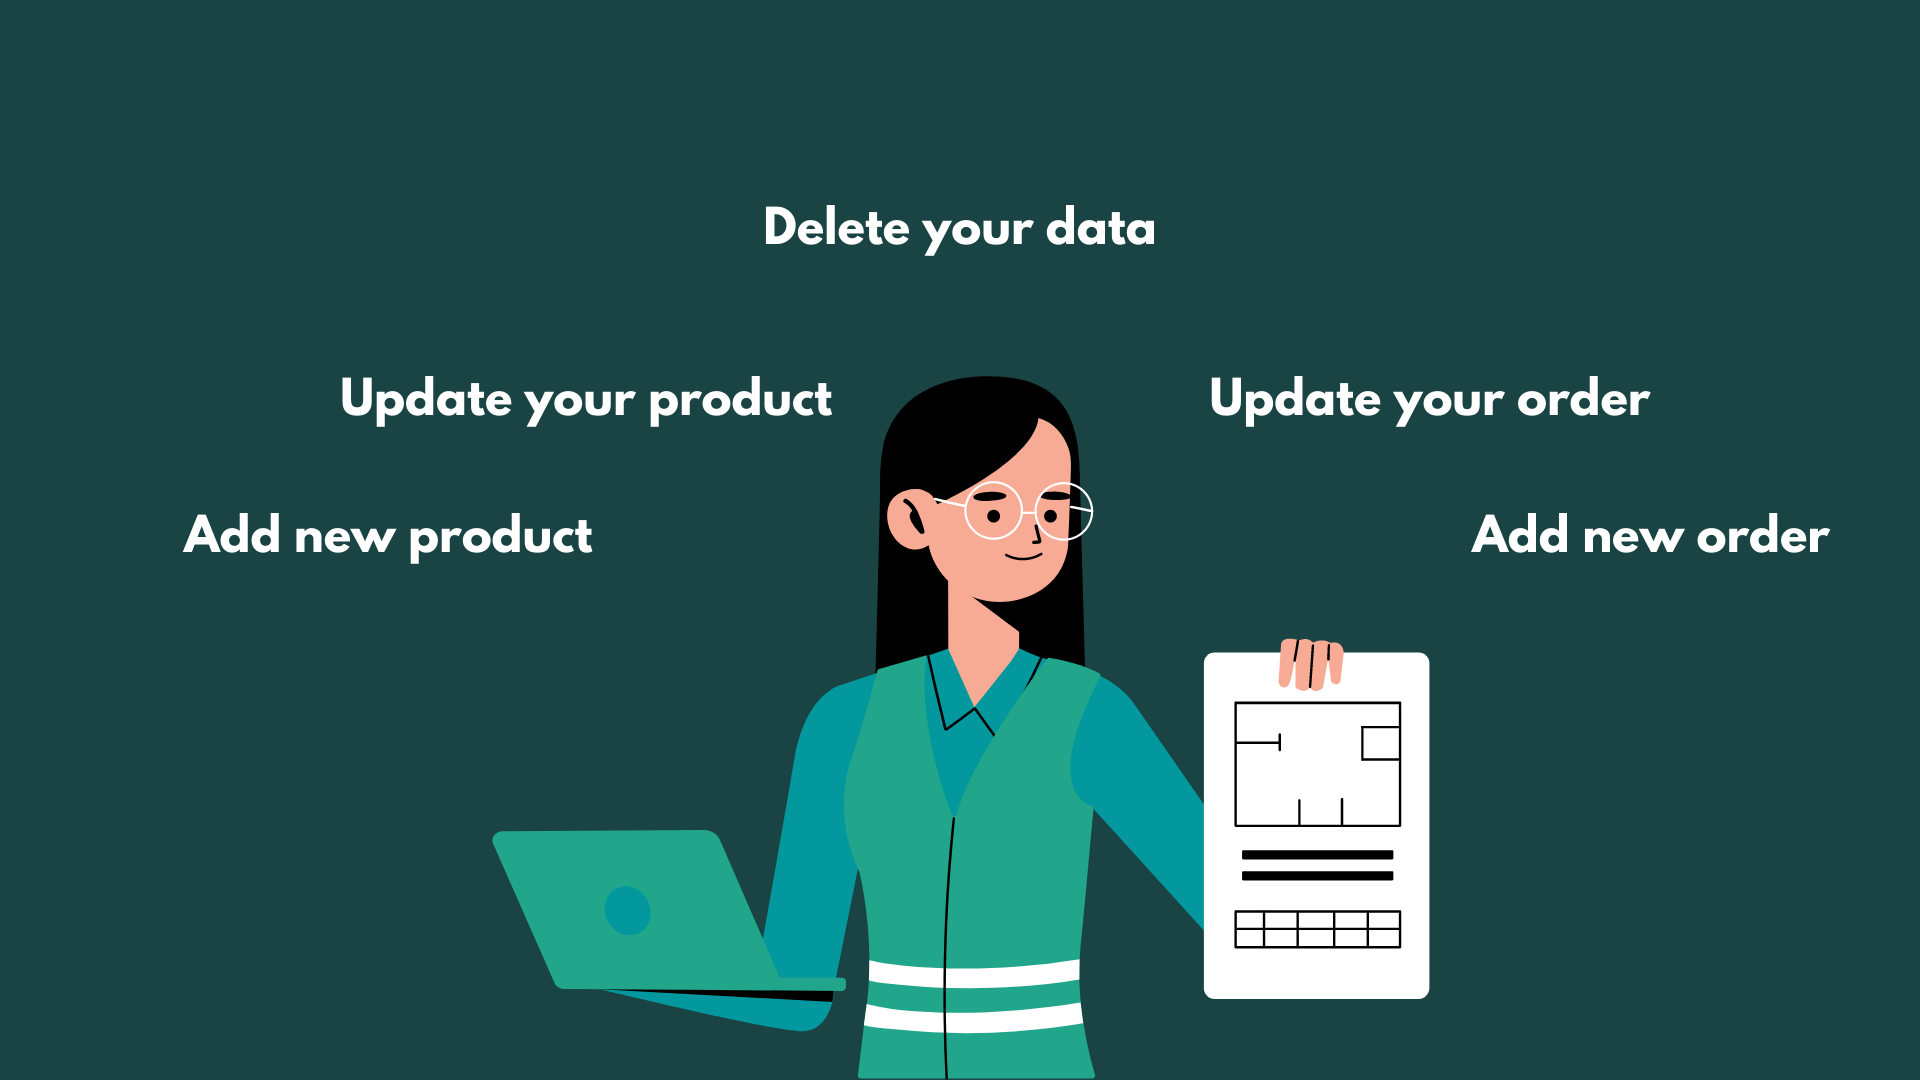 Delete your data
Update your product
Update your order
Add new product
Add new order